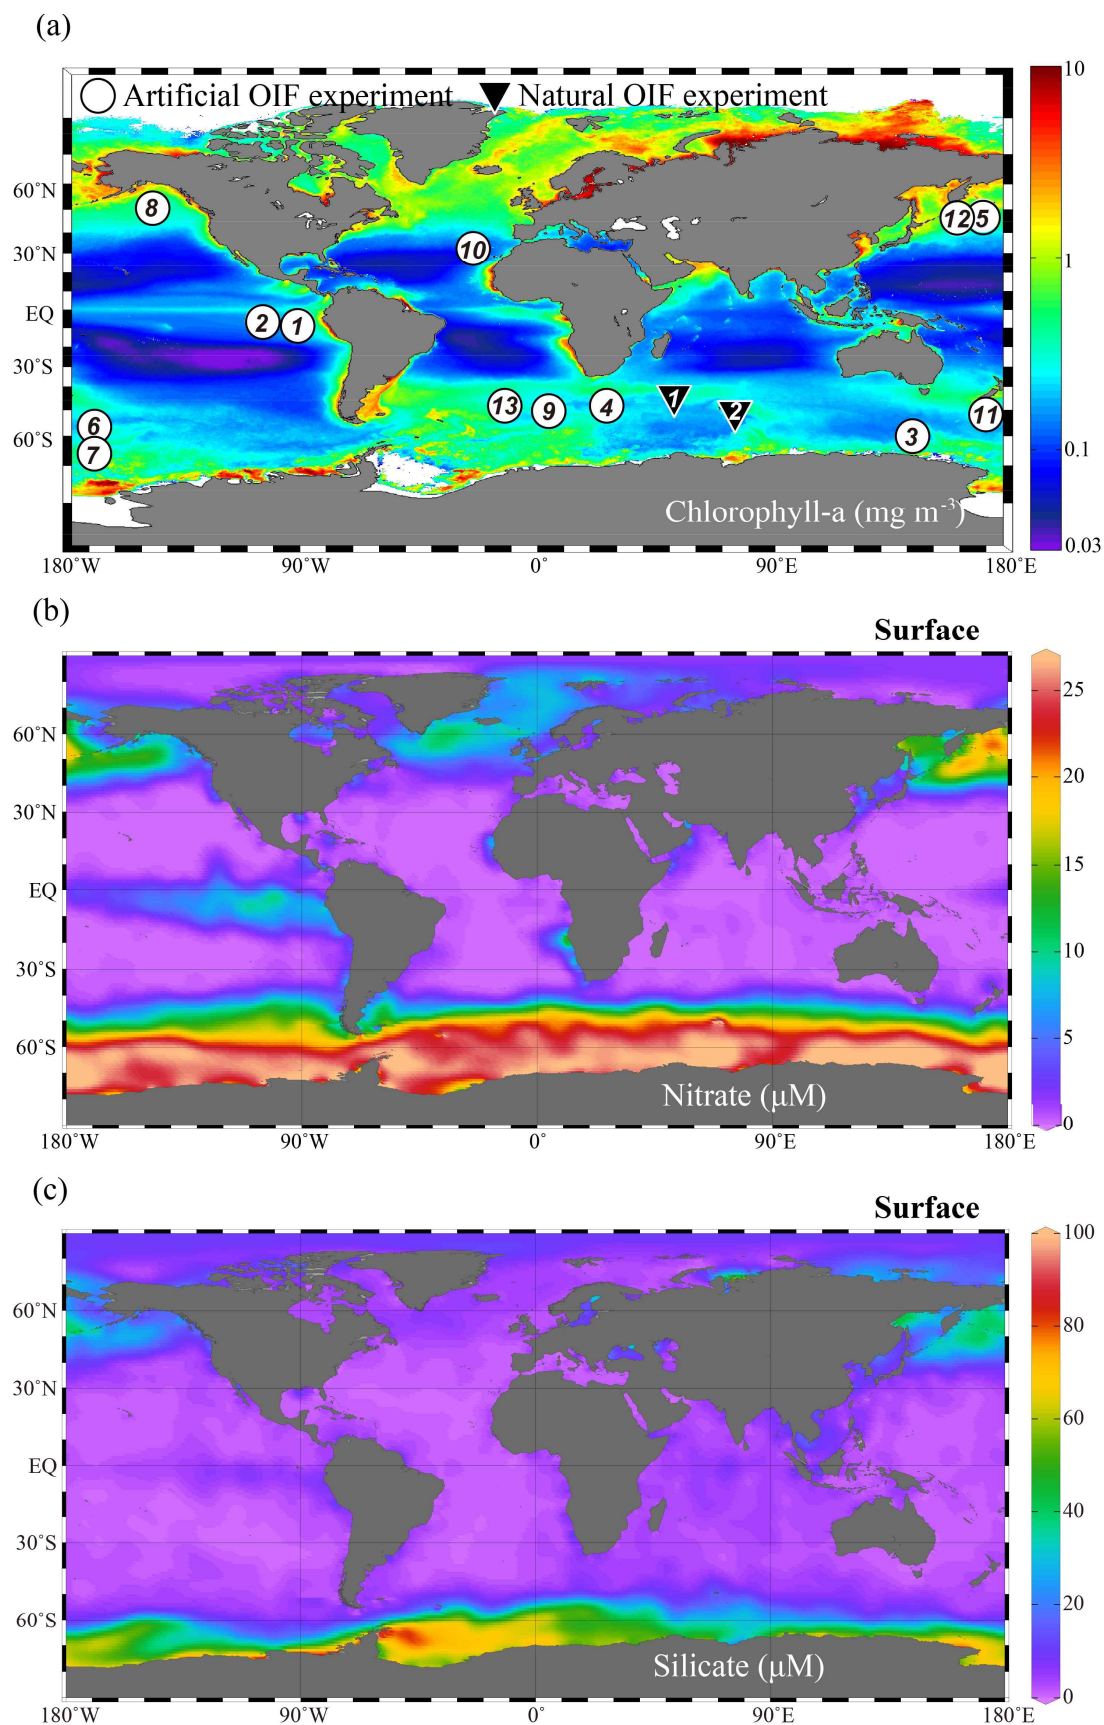 (a)
Artificial OIF experiment Natural OIF experiment
10
60°N
8 12 5
30°N 10
1
EQ
2 1
30°S
13 9 4 1 2 11
6 3
60°S
7
0.1
Chlorophyll-a (mg m⁻³)
0.03
180°W 90°W 0° 90°E 180°E
(b)
Surface
25
60°N
20
30°N
15
EQ
10
30°S
5
60°S
Nitrate (μM)
0
180°W 90°W 0° 90°E 180°E
(c)
Surface
100
60°N
80
30°N
60
EQ
40
30°S
20
60°S
Silicate (μM)
0
180°W 90°W 0° 90°E 180°E